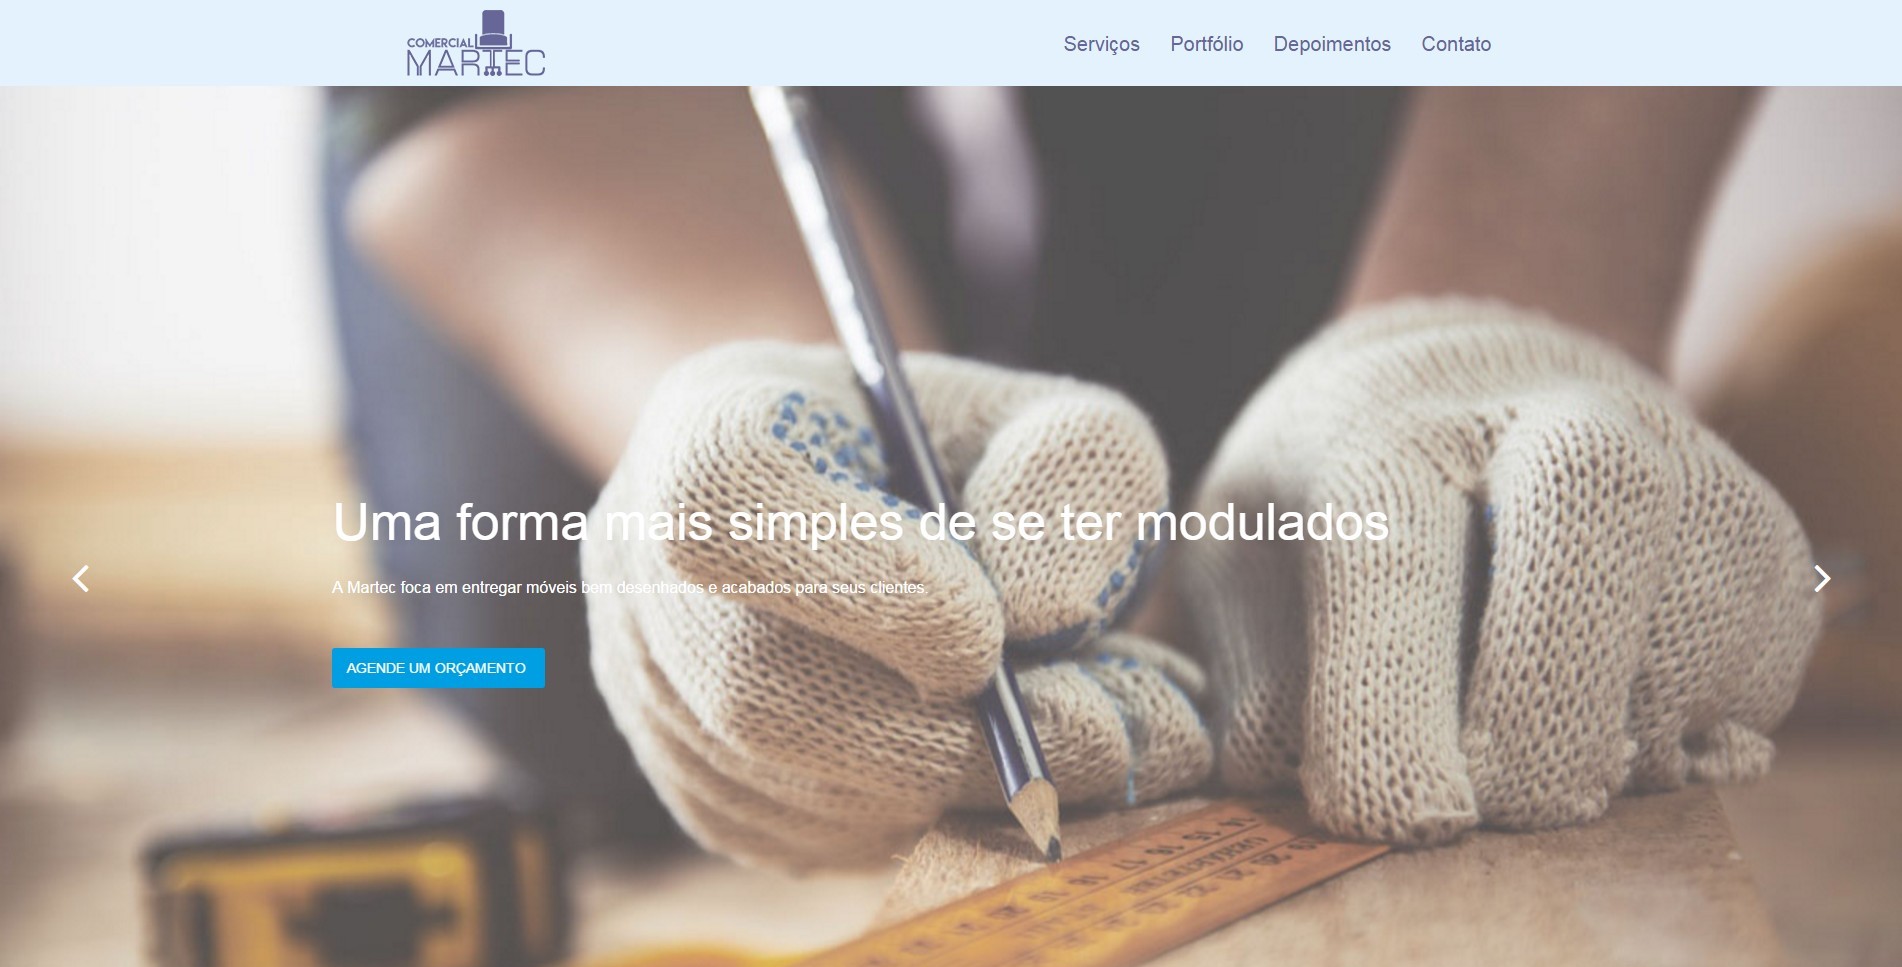 COMERCIAL
MARTEC
Serviços Portfólio Depoimentos Contato
Uma forma mais simples de se ter modulados
A Martec foca em entregar móveis bem desenhados e acabados para seus clientes.
AGENDE UM ORÇAMENTO